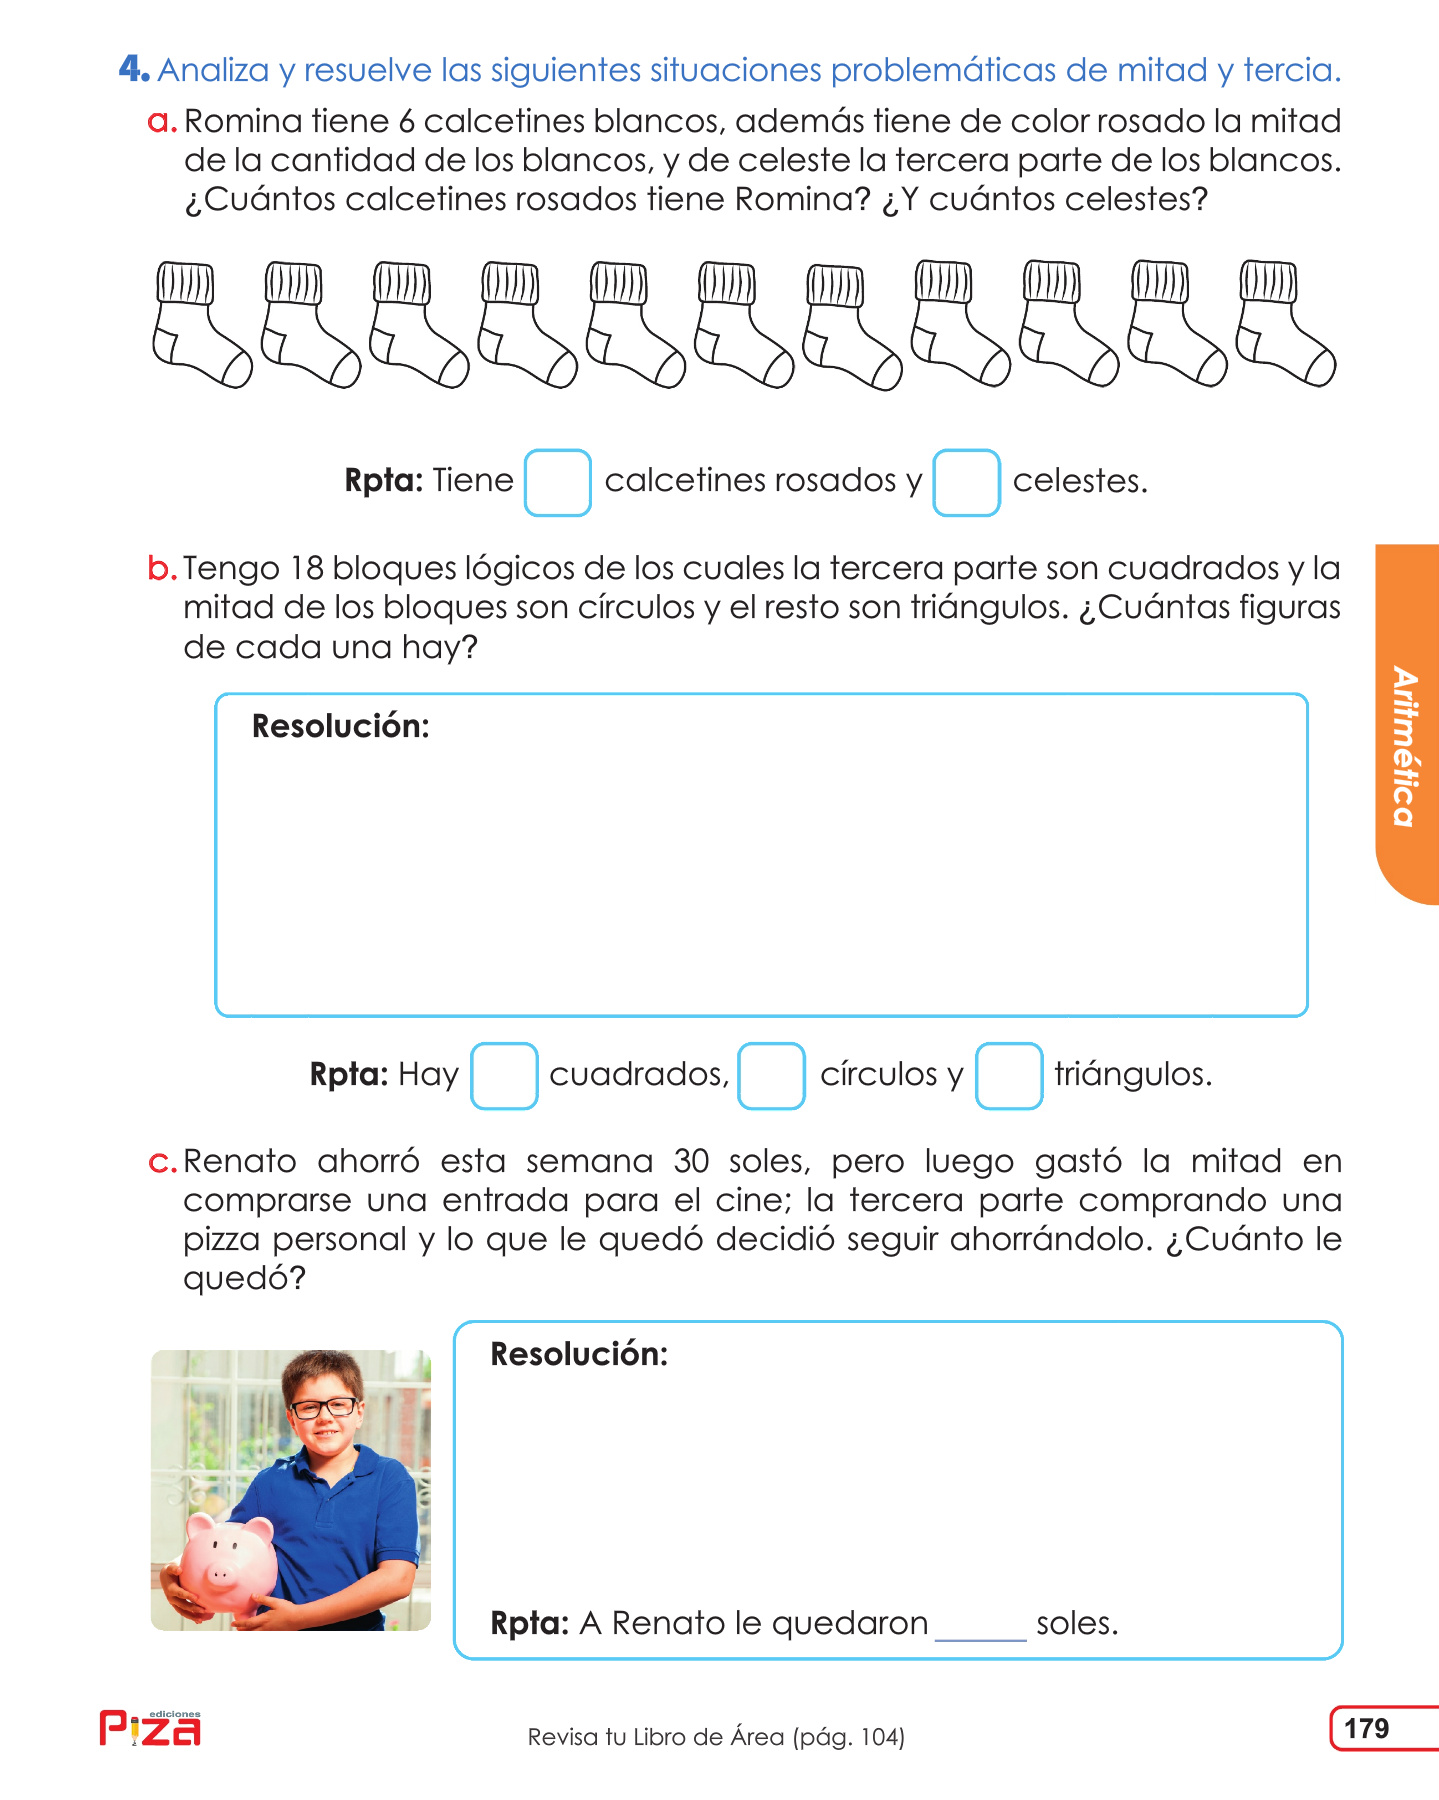 4. Analiza y resuelve las siguientes situaciones problemáticas de mitad y tercia.
a. Romina tiene 6 calcetines blancos, además tiene de color rosado la mitad
de la cantidad de los blancos, y de celeste la tercera parte de los blancos.
¿Cuántos calcetines rosados tiene Romina? ¿Y cuántos celestes?
Rpta: Tiene calcetines rosados y celestes.
b. Tengo 18 bloques lógicos de los cuales la tercera parte son cuadrados y la
mitad de los bloques son círculos y el resto son triángulos. ¿Cuántas figuras
de cada una hay?
Aritmética
Resolución:
Rpta: Hay cuadrados, círculos y triángulos.
c. Renato ahorró esta semana 30 soles, pero luego gastó la mitad en
comprarse una entrada para el cine; la tercera parte comprando una
pizza personal y lo que le quedó decidió seguir ahorrándolo. ¿Cuánto le
quedó?
Resolución:
Rpta: A Renato le quedaron ______ soles.
ediciones
Piza
Revisa tu Libro de Área (pág. 104)
179